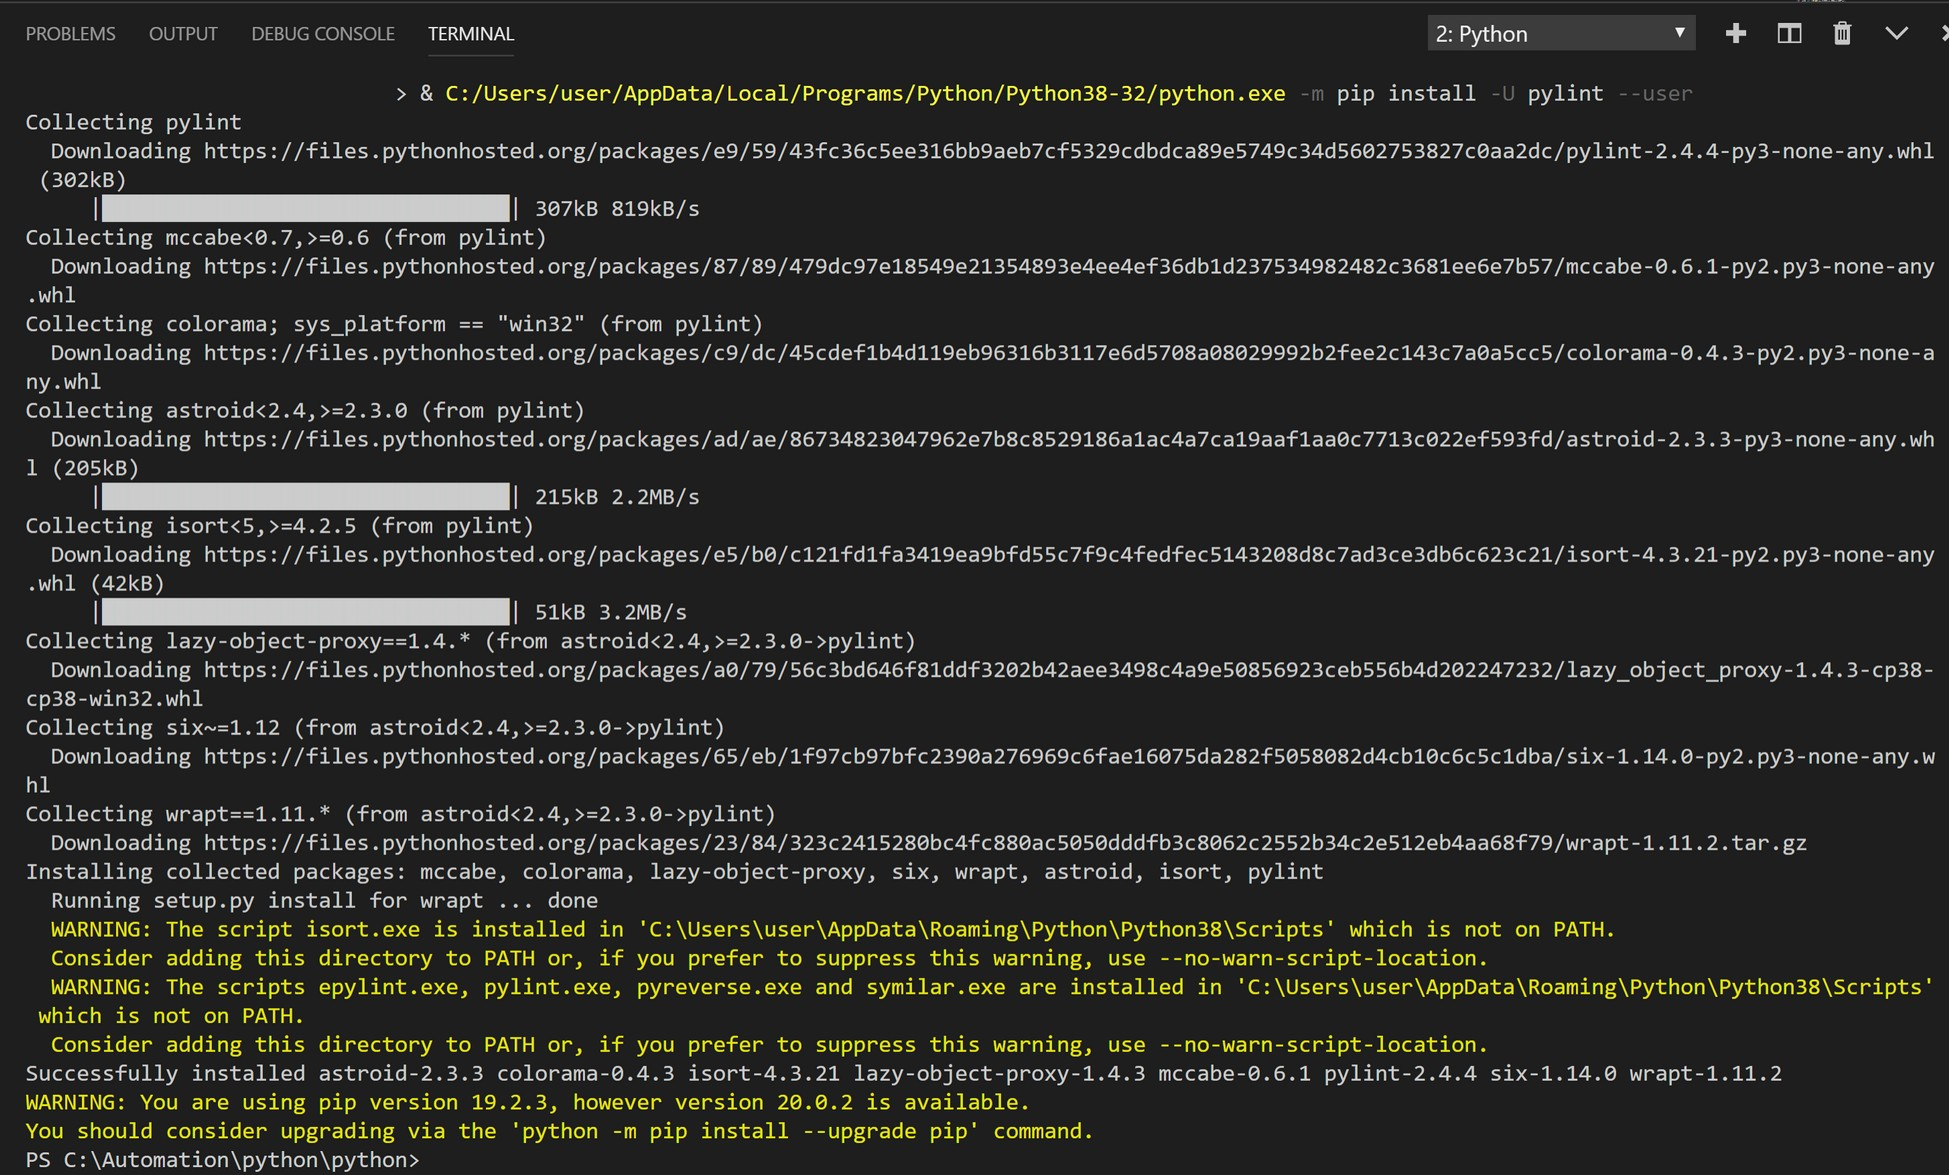 PROBLEMS OUTPUT DEBUG CONSOLE TERMINAL 2: Python
> & C:/Users/user/AppData/Local/Programs/Python/Python38-32/python.exe -m pip install -U pylint --user
Collecting pylint
Downloading https://files.pythonhosted.org/packages/e9/59/43fc36c5ee316bb9aeb7cf5329cdbdca89e5749c34d5602753827c0aa2dc/pylint-2.4.4-py3-none-any.whl
(302kB)
| | 307kB 819kB/s
Collecting mccabe<0.7,>=0.6 (from pylint)
Downloading https://files.pythonhosted.org/packages/87/89/479dc97e18549e21354893e4ee4ef36db1d237534982482c3681ee6e7b57/mccabe-0.6.1-py2.py3-none-any
.whl
Collecting colorama; sys_platform == "win32" (from pylint)
Downloading https://files.pythonhosted.org/packages/c9/dc/45cdef1b4d119eb96316b3117e6d5708a08029992b2fee2c143c7a0a5cc5/colorama-0.4.3-py2.py3-none-a
ny.whl
Collecting astroid<2.4,>=2.3.0 (from pylint)
Downloading https://files.pythonhosted.org/packages/ad/ae/86734823047962e7b8c8529186a1ac4a7ca19aaf1aa0c7713c022ef593fd/astroid-2.3.3-py3-none-any.wh
l (205kB)
| | 215kB 2.2MB/s
Collecting isort<5,>=4.2.5 (from pylint)
Downloading https://files.pythonhosted.org/packages/e5/b0/c121fd1fa3419ea9bfd55c7f9c4fedfec5143208d8c7ad3ce3db6c623c21/isort-4.3.21-py2.py3-none-any
.whl (42kB)
| | 51kB 3.2MB/s
Collecting lazy-object-proxy==1.4.* (from astroid<2.4,>=2.3.0->pylint)
Downloading https://files.pythonhosted.org/packages/a0/79/56c3bd646f81ddf3202b42aee3498c4a9e50856923ceb556b4d202247232/lazy_object_proxy-1.4.3-cp38-
cp38-win32.whl
Collecting six~=1.12 (from astroid<2.4,>=2.3.0->pylint)
Downloading https://files.pythonhosted.org/packages/65/eb/1f97cb97bfc2390a276969c6fae16075da282f5058082d4cb10c6c5c1dba/six-1.14.0-py2.py3-none-any.w
hl
Collecting wrapt==1.11.* (from astroid<2.4,>=2.3.0->pylint)
Downloading https://files.pythonhosted.org/packages/23/84/323c2415280bc4fc880ac5050dddfb3c8062c2552b34c2e512eb4aa68f79/wrapt-1.11.2.tar.gz
Installing collected packages: mccabe, colorama, lazy-object-proxy, six, wrapt, astroid, isort, pylint
Running setup.py install for wrapt ... done
WARNING: The script isort.exe is installed in 'C:\Users\user\AppData\Roaming\Python\Python38\Scripts' which is not on PATH.
Consider adding this directory to PATH or, if you prefer to suppress this warning, use --no-warn-script-location.
WARNING: The scripts epylint.exe, pylint.exe, pyreverse.exe and symilar.exe are installed in 'C:\Users\user\AppData\Roaming\Python\Python38\Scripts'
which is not on PATH.
Consider adding this directory to PATH or, if you prefer to suppress this warning, use --no-warn-script-location.
Successfully installed astroid-2.3.3 colorama-0.4.3 isort-4.3.21 lazy-object-proxy-1.4.3 mccabe-0.6.1 pylint-2.4.4 six-1.14.0 wrapt-1.11.2
WARNING: You are using pip version 19.2.3, however version 20.0.2 is available.
You should consider upgrading via the 'python -m pip install --upgrade pip' command.
PS C:\Automation\python\python>